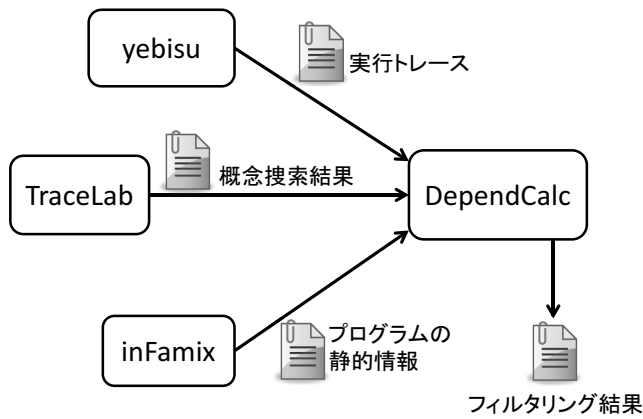 yebisu
実行トレース
概念捜索結果
TraceLab
DependCalc
inFamix
プログラムの
静的情報
フィルタリング結果